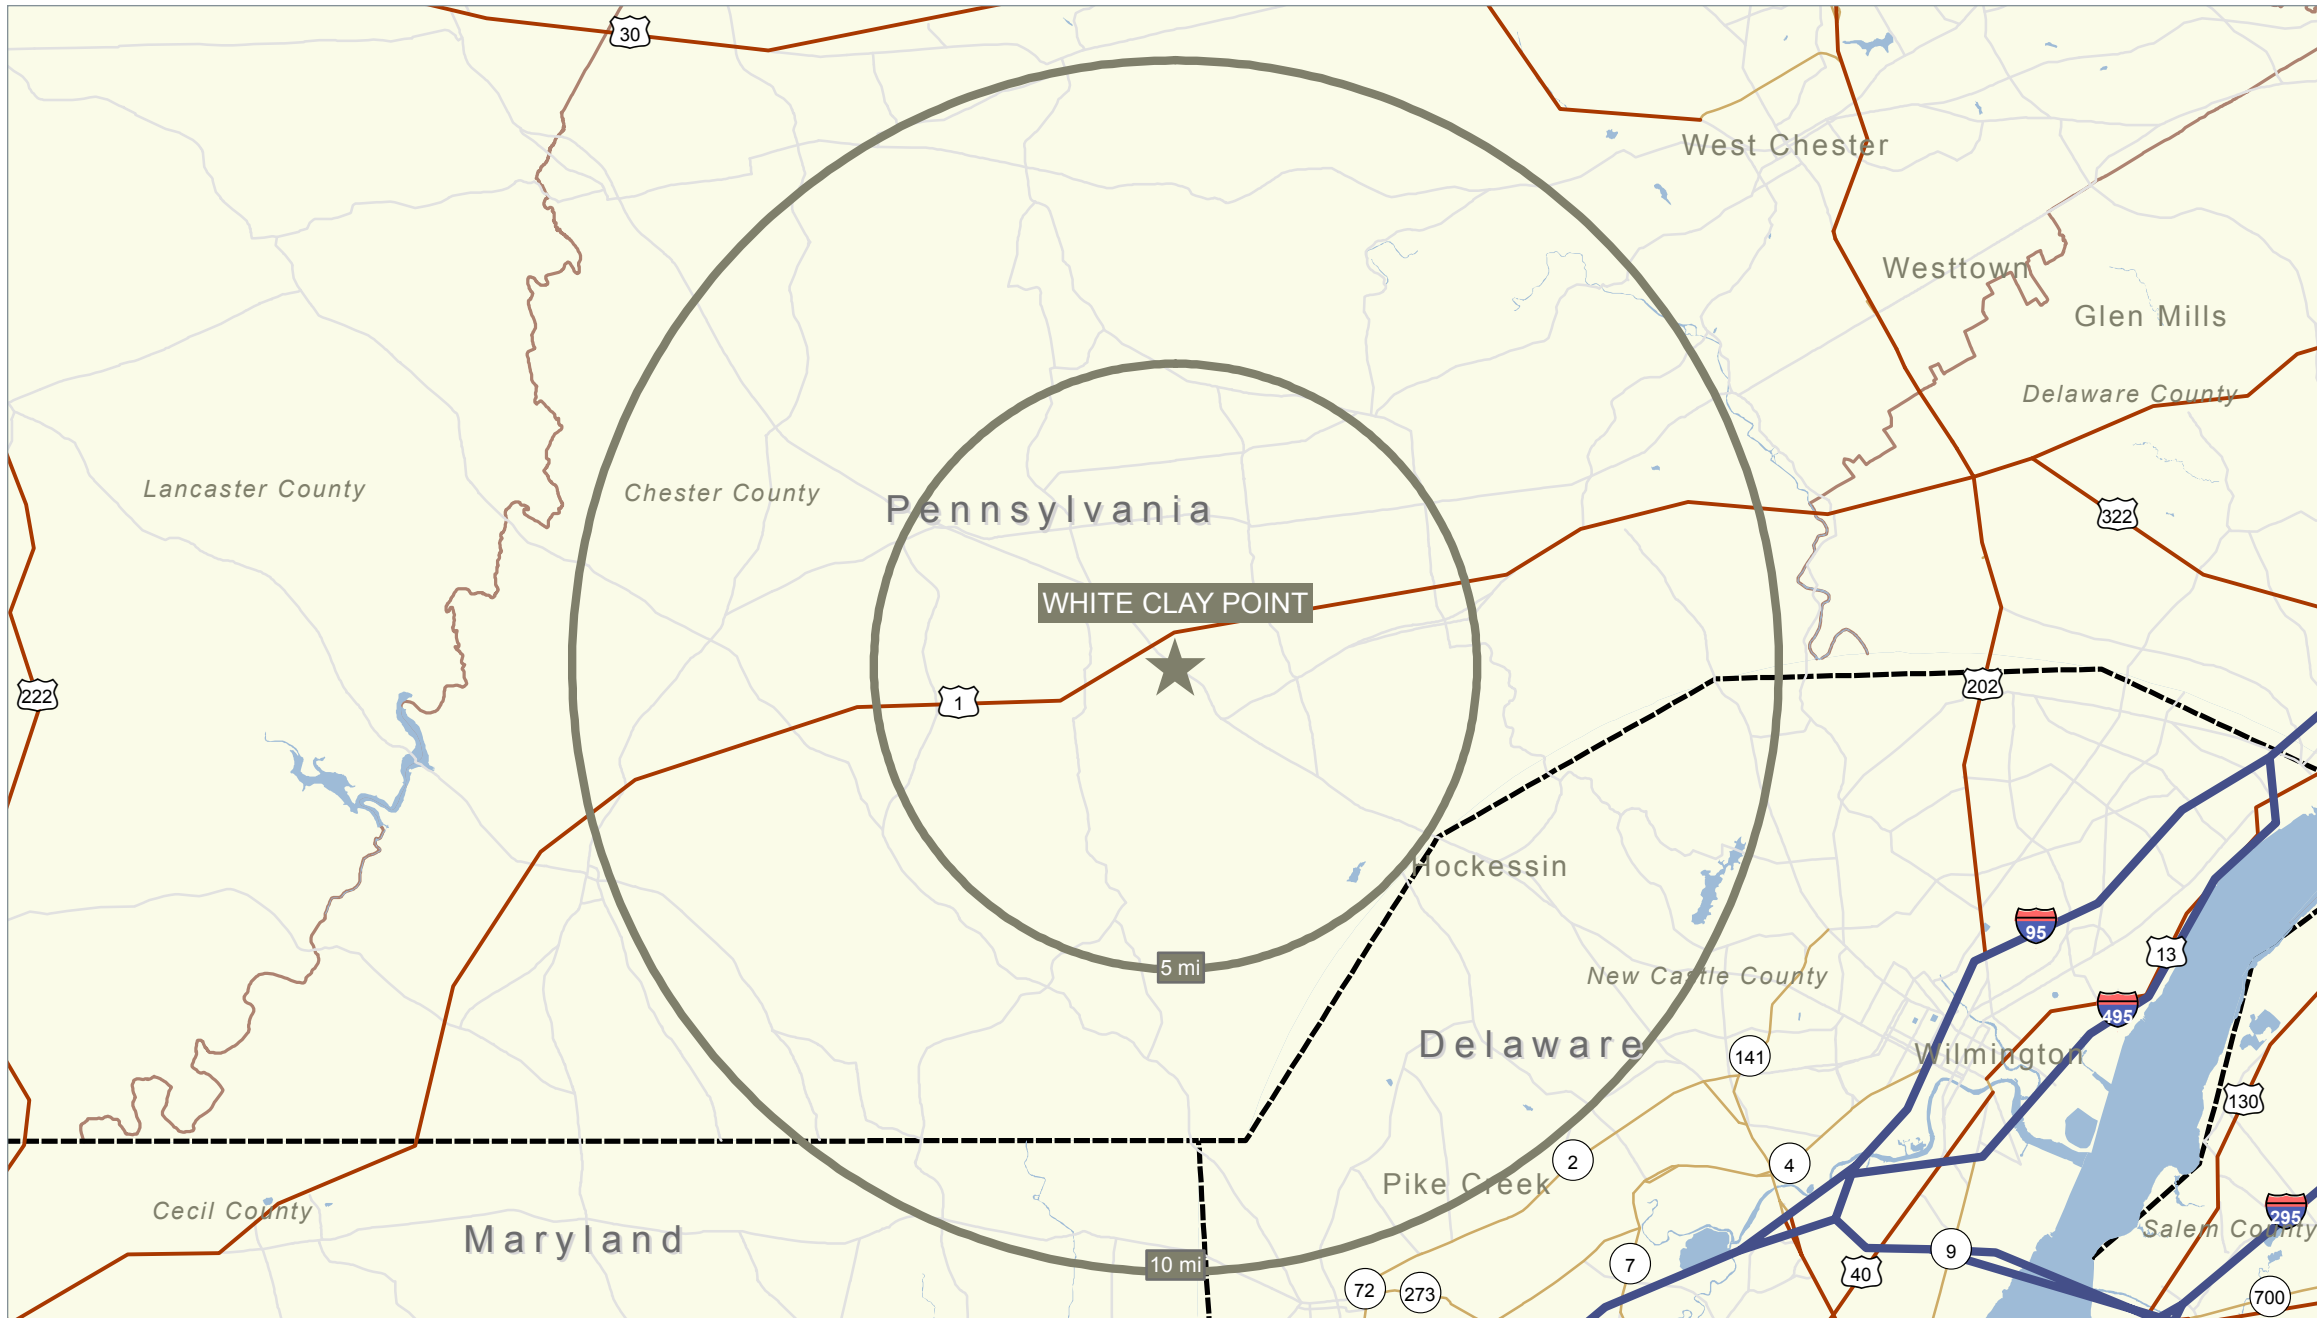 30
West Chester
Westtown
Glen Mills
Delaware County
Lancaster County
Chester County
Pennsylvania
322
WHITE CLAY POINT
222
1
202
Hockessin
95
13
5 mi
New Castle County
495
Delaware
141
Wilmington
130
2
4
Pike Creek
Cecil County
295
Salem County
Maryland
9
10 mi
7
40
72
273
700